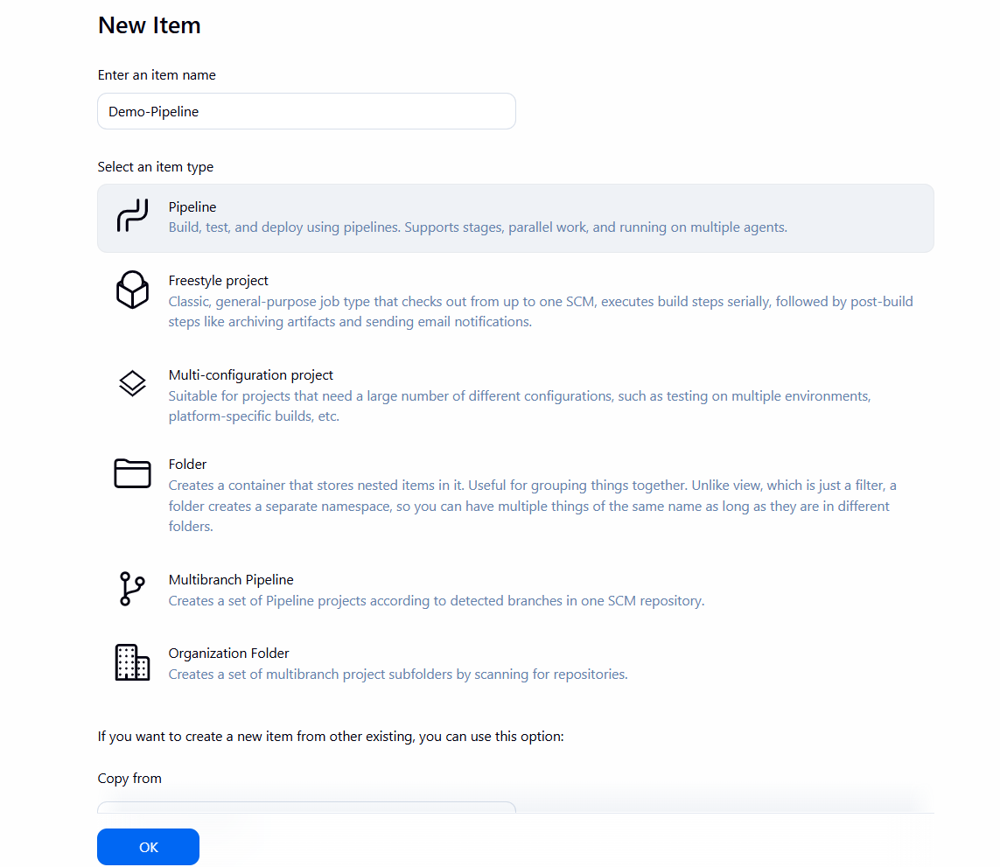 New Item
Enter an item name
Demo-Pipeline
Select an item type
Pipeline
Build, test, and deploy using pipelines. Supports stages, parallel work, and running on multiple agents.
Freestyle project
Classic, general-purpose job type that checks out from up to one SCM, executes build steps serially, followed by post-build
steps like archiving artifacts and sending email notifications.
Multi-configuration project
Suitable for projects that need a large number of different configurations, such as testing on multiple environments,
platform-specific builds, etc.
Folder
Creates a container that stores nested items in it. Useful for grouping things together. Unlike view, which is just a filter, a
folder creates a separate namespace, so you can have multiple things of the same name as long as they are in different
folders.
Multibranch Pipeline
Creates a set of Pipeline projects according to detected branches in one SCM repository.
Organization Folder
Creates a set of multibranch project subfolders by scanning for repositories.
If you want to create a new item from other existing, you can use this option:
Copy from
OK